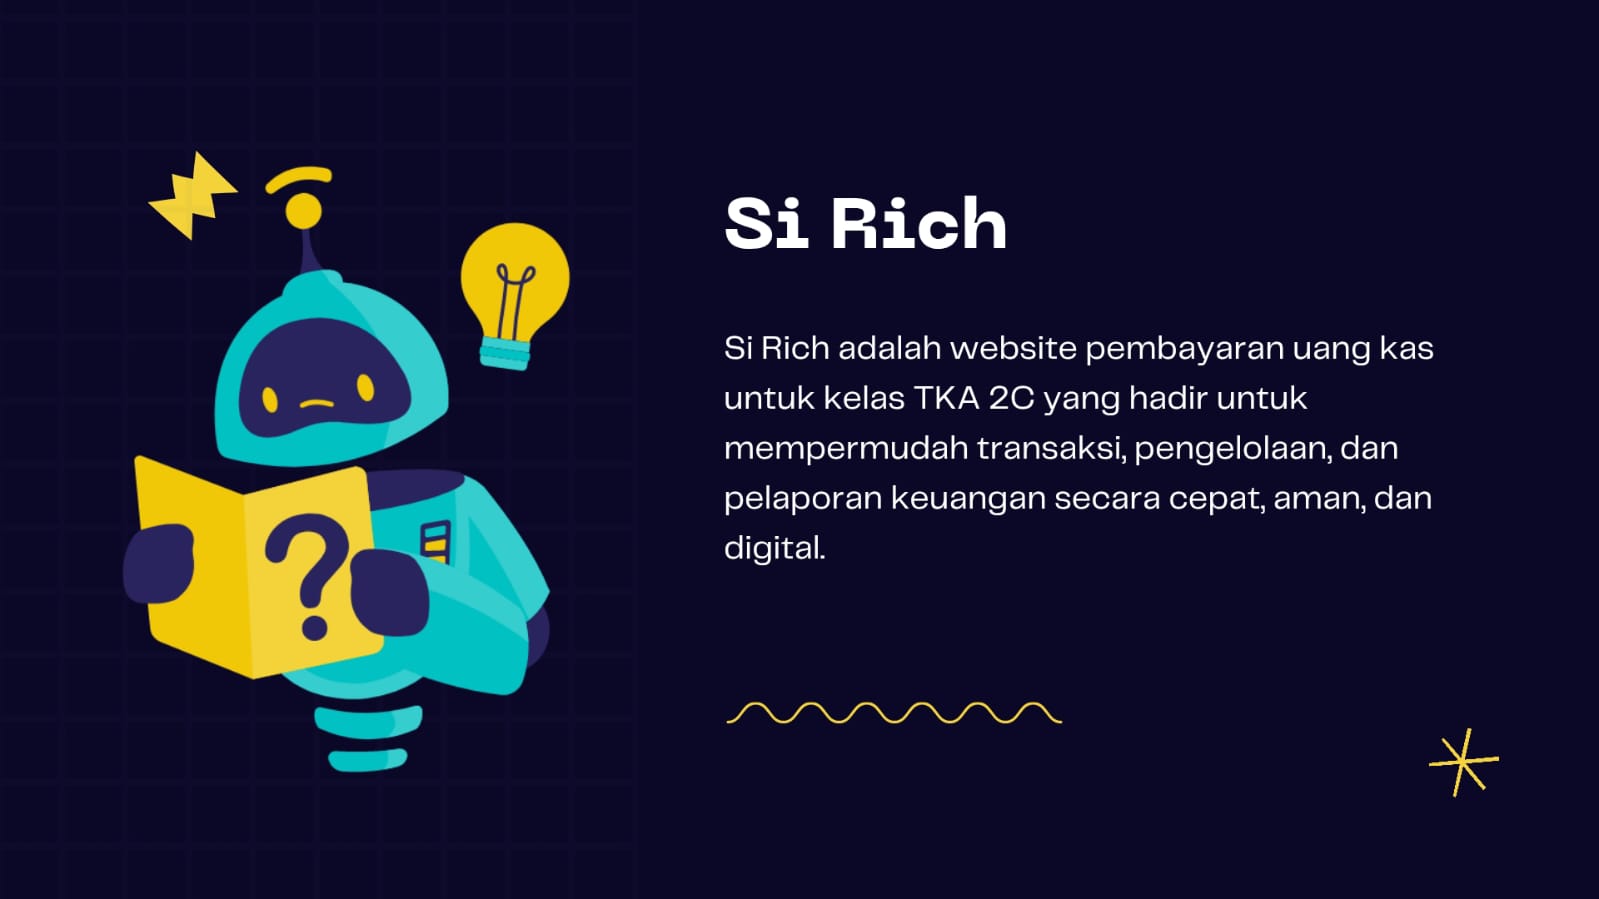 Si Rich
Si Rich adalah website pembayaran uang kas
untuk kelas TKA 2C yang hadir untuk
mempermudah transaksi, pengelolaan, dan
pelaporan keuangan secara cepat, aman, dan
digital.
?